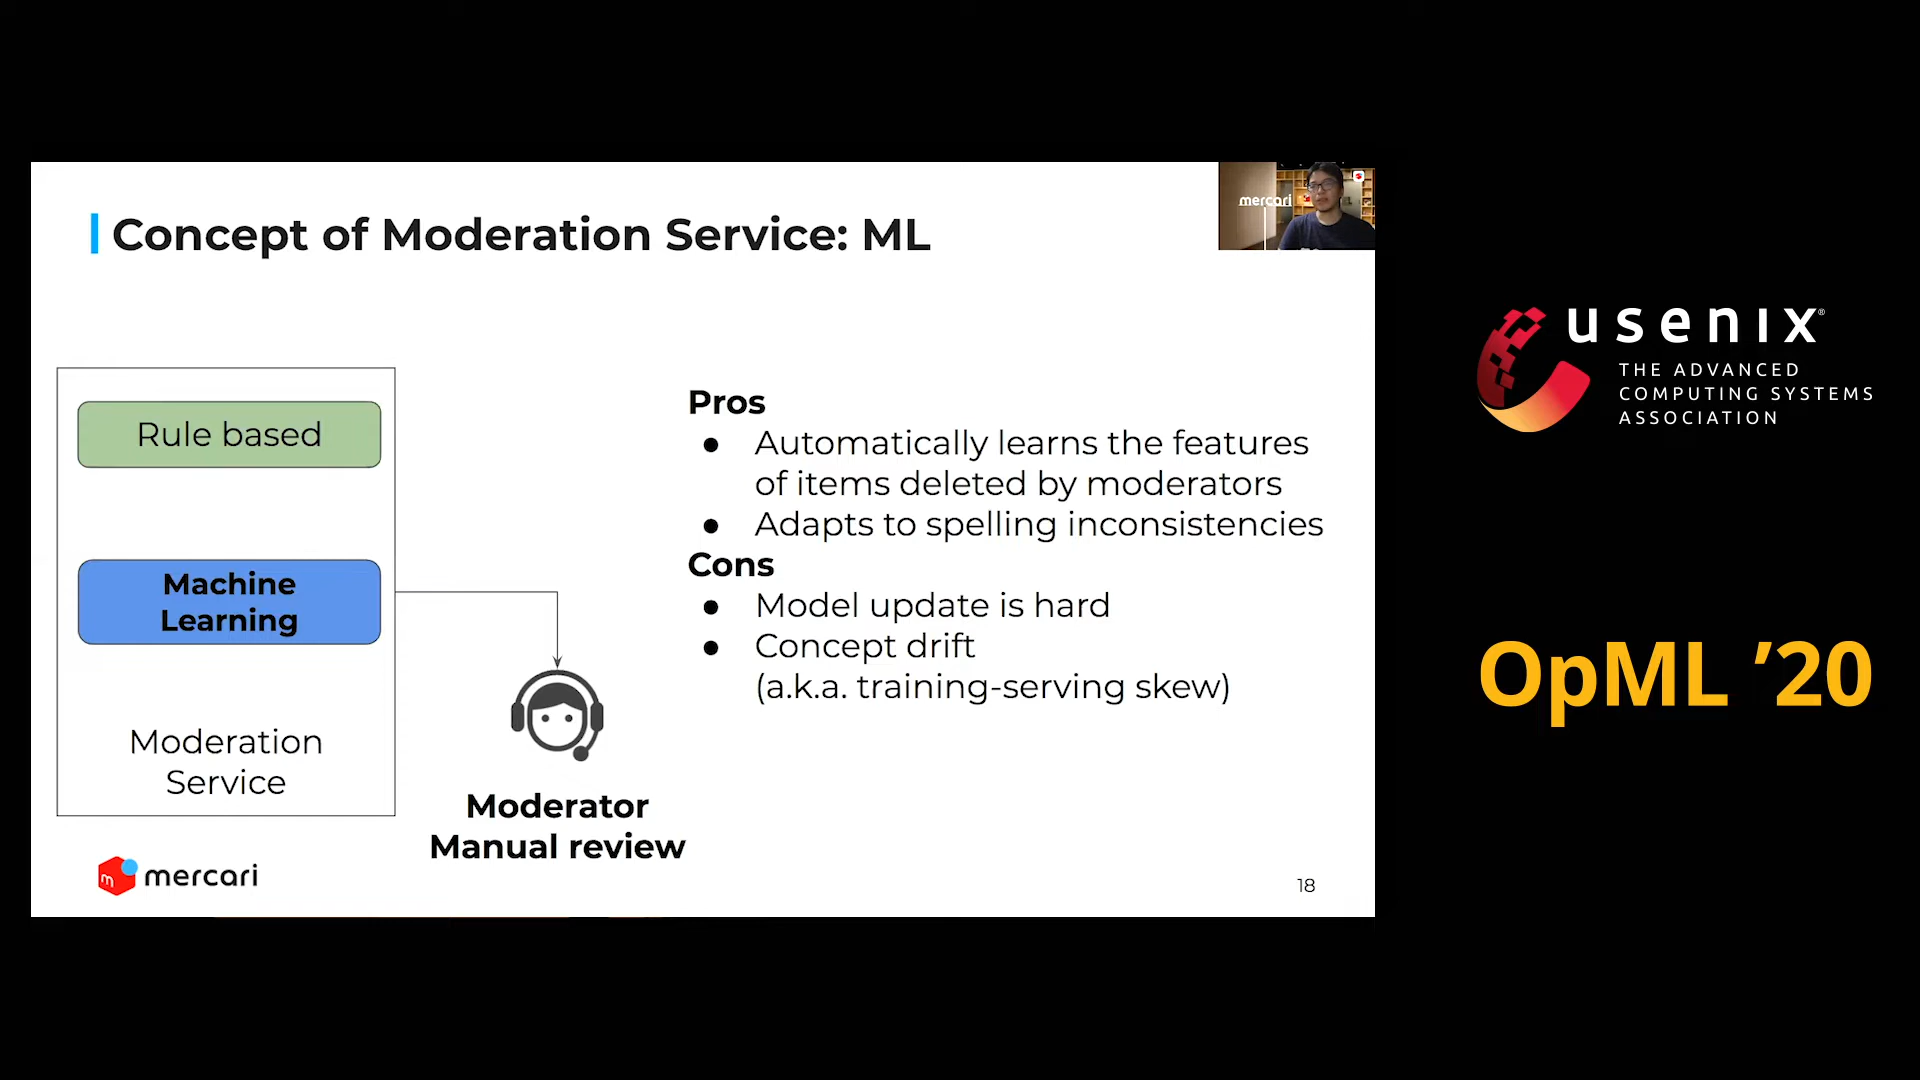 Concept of Moderation Service: ML
mercari
Rule based
Machine
Learning
Moderation
Service
Moderator
Manual review
Pros
● Automatically learns the features
of items deleted by moderators
● Adapts to spelling inconsistencies
Cons
● Model update is hard
● Concept drift
(a.k.a. training-serving skew)
m mercari
18
usenix®
THE ADVANCED
COMPUTING SYSTEMS
ASSOCIATION
OpML ’20